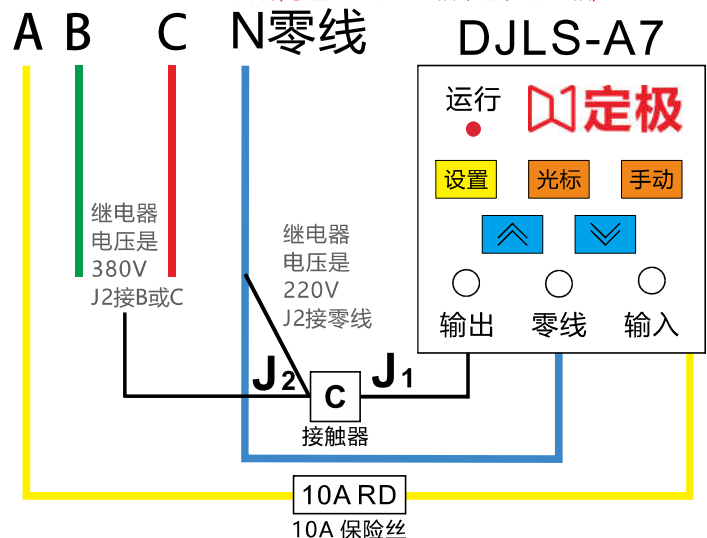 A B C N零线
DJLS-A7
运行
定极
设置 光标 手动
输出 零线 输入
继电器
电压是
380V
J2接B或C
继电器
电压是
220V
J2接零线
J2 C J1
接触器
10A RD
10A 保险丝